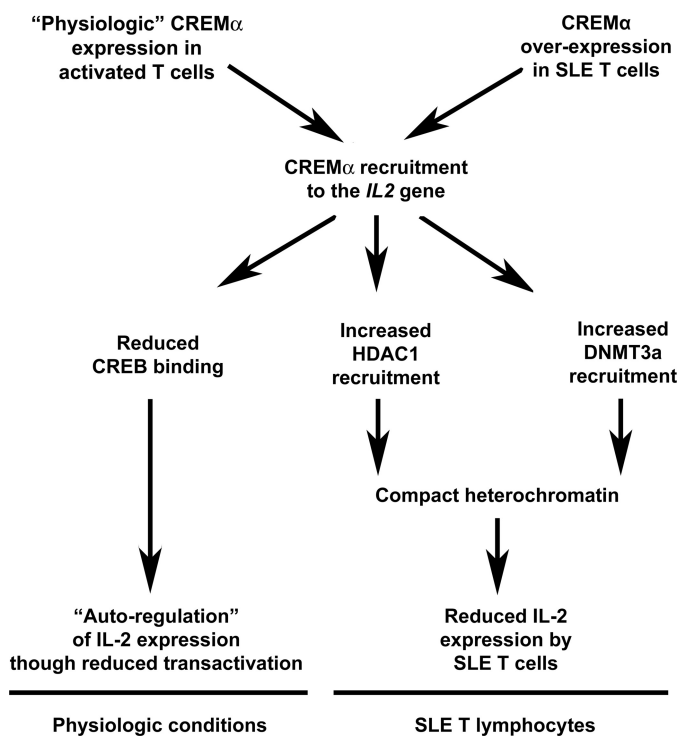 “Physiologic” CREMα
expression in
activated T cells
CREMα
over-expression
in SLE T cells
CREMα recruitment
to the IL2 gene
Reduced
CREB binding
Increased
HDAC1
recruitment
Increased
DNMT3a
recruitment
Compact heterochromatin
“Auto-regulation”
of IL-2 expression
though reduced transactivation
Reduced IL-2
expression by
SLE T cells
Physiologic conditions
SLE T lymphocytes